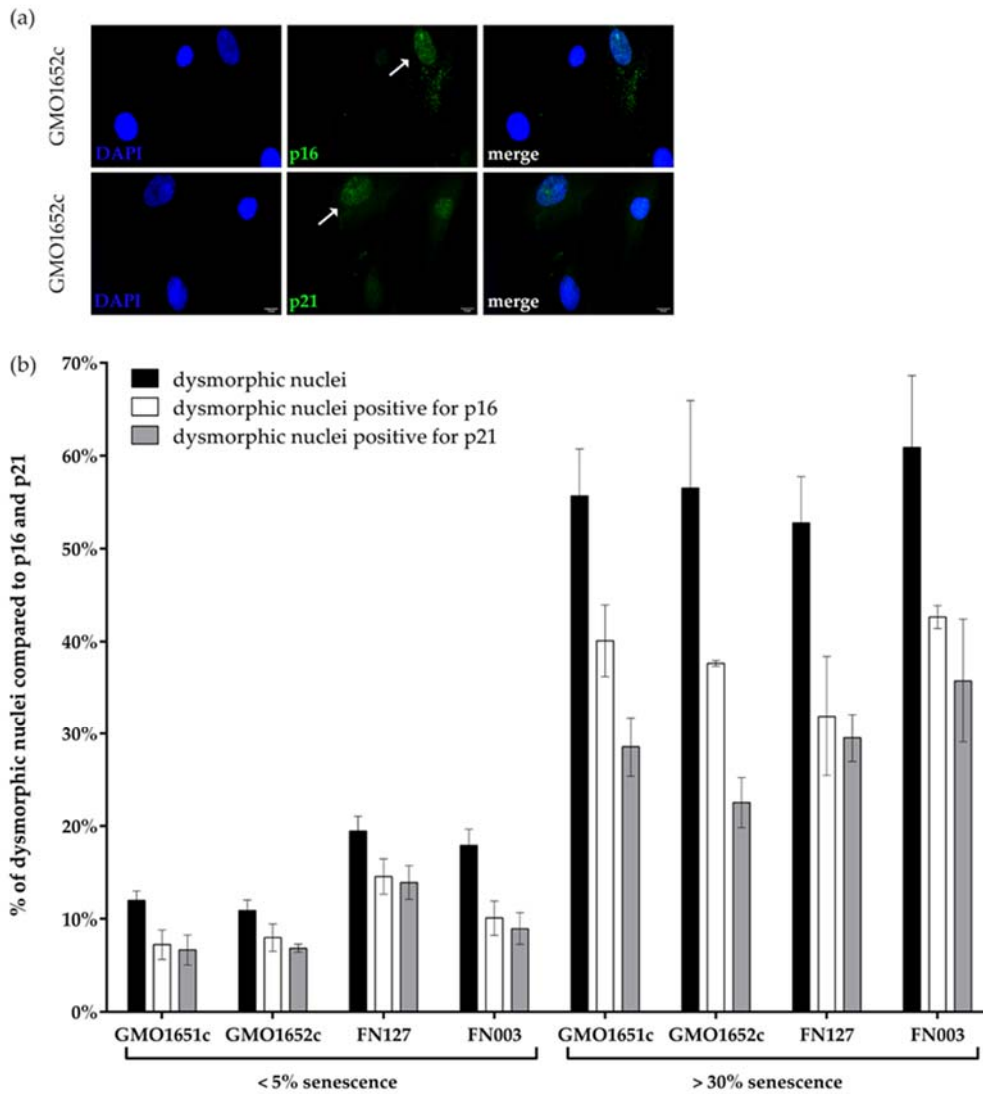 (a)
GMO1652c
DAPI
p16
merge
GMO1652c
DAPI
p21
merge
(b)
% of dysmorphic nuclei compared to p16 and p21
70%
60%
50%
40%
30%
20%
10%
0%
dysmorphic nuclei
dysmorphic nuclei positive for p16
dysmorphic nuclei positive for p21
GMO1651c GMO1652c FN127 FN003 GMO1651c GMO1652c FN127 FN003
< 5% senescence > 30% senescence